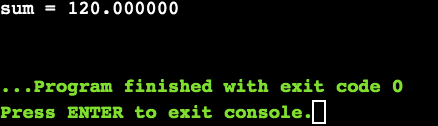 sum = 120.000000
...Program finished with exit code 0
Press ENTER to exit console.